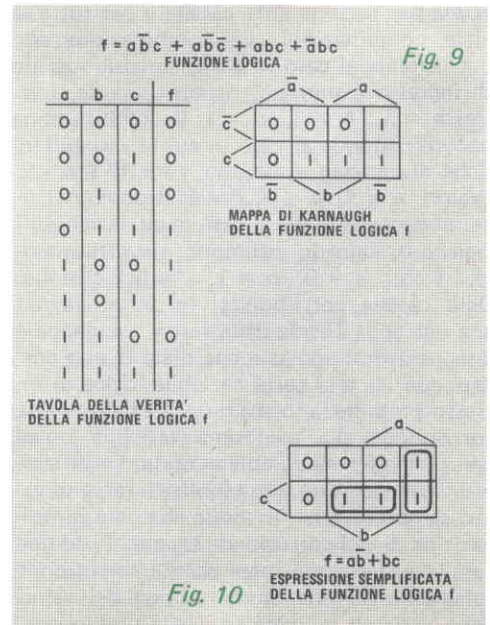 f = ab̅c + ab̅c̅ + abc + a̅bc
FUNZIONE LOGICA
Fig. 9
a b c f
0 0 0 0
0 0 1 0
0 1 0 0
0 1 1 1
1 0 0 1
1 0 1 1
1 1 0 0
1 1 1 1
TAVOLA DELLA VERITA'
DELLA FUNZIONE LOGICA f
a̅ a
c̅ 0 0 0 1
c 0 1 1 1
b̅ b b̅
MAPPA DI KARNAUGH
DELLA FUNZIONE LOGICA f
a
0 0 0 1
c 0 1 1 1
b
f = ab̅ + bc
ESPRESSIONE SEMPLIFICATA
DELLA FUNZIONE LOGICA f
Fig. 10